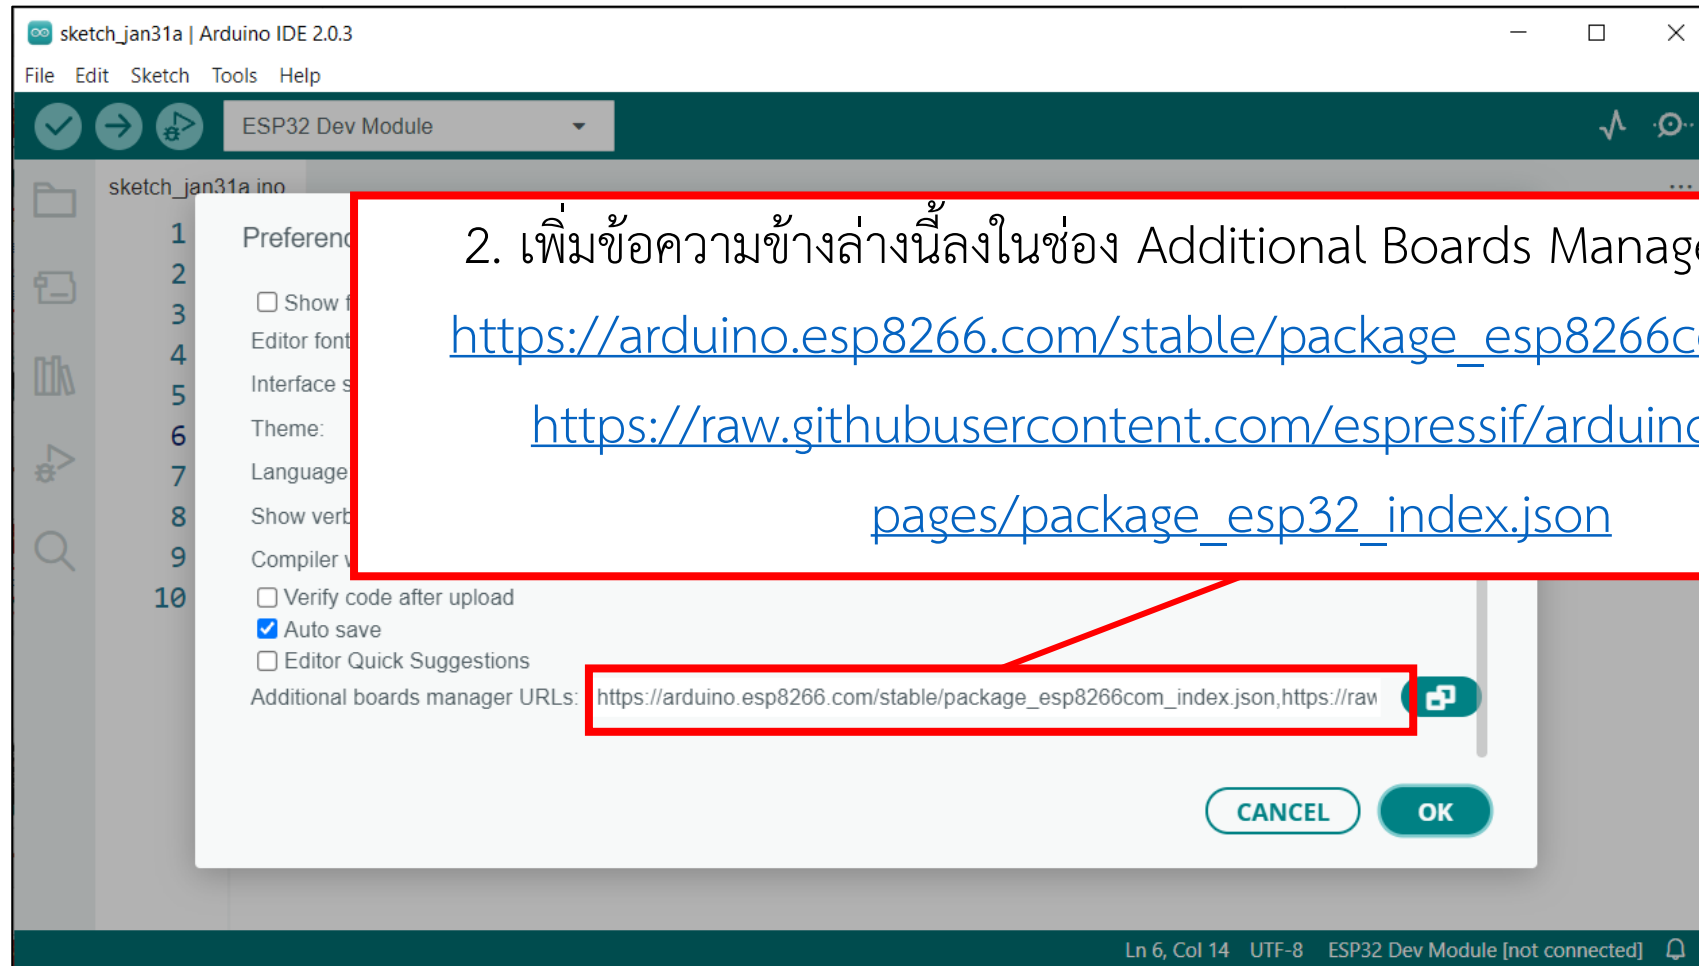 sketch_jan31a | Arduino IDE 2.0.3
File Edit Sketch Tools Help
ESP32 Dev Module
sketch_jan31a.ino
1
2
3
4
5
6
7
8
9
10
2. เพิ่มข้อความข้างล่างนี้ลงในช่อง Additional Boards
https://arduino.esp8266.com/stable/package_esp8266c
https://raw.githubusercontent.com/espressif/arduino
pages/package_esp32_index.json
Show
Editor font
Interface
Theme:
Language
Show
Compiler
Verify code after upload
Auto save
Editor Quick Suggestions
Additional boards manager URLs: https://arduino.esp8266.com/stable/package_esp8266com_index.json,https://raw
CANCEL OK
Ln 6, Col 14 UTF-8 ESP32 Dev Module [not connected]